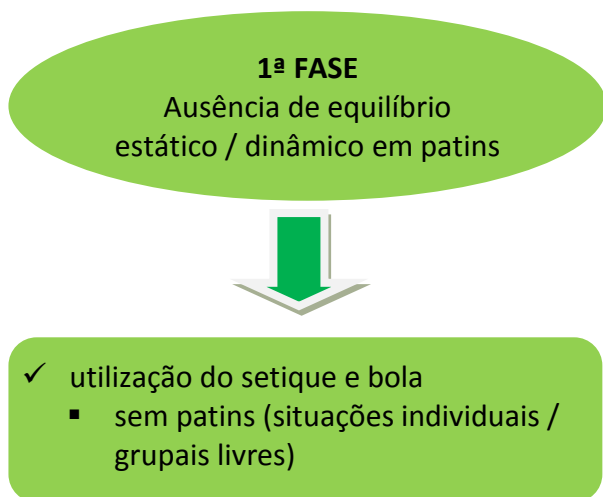 1ª FASE
Ausência de equilíbrio
estático / dinâmico em patins
✓ utilização do setique e bola
▪ sem patins (situações individuais /
grupais livres)